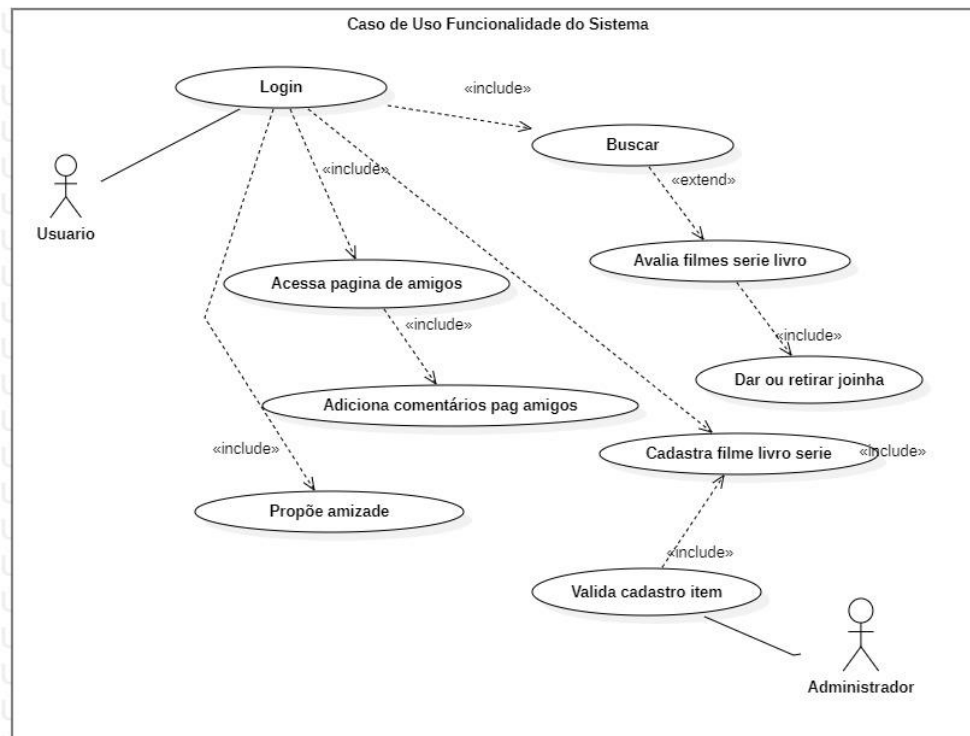 Caso de Uso Funcionalidade do Sistema
Login
«include»
Buscar
«include»
«extend»
Usuario
Avalia filmes serie livro
Acessa pagina de amigos
«include»
«include»
Dar ou retirar joinha
Adiciona comentários pag amigos
«include»
Cadastra filme livro serie
«include»
Propõe amizade
«include»
Valida cadastro item
Administrador